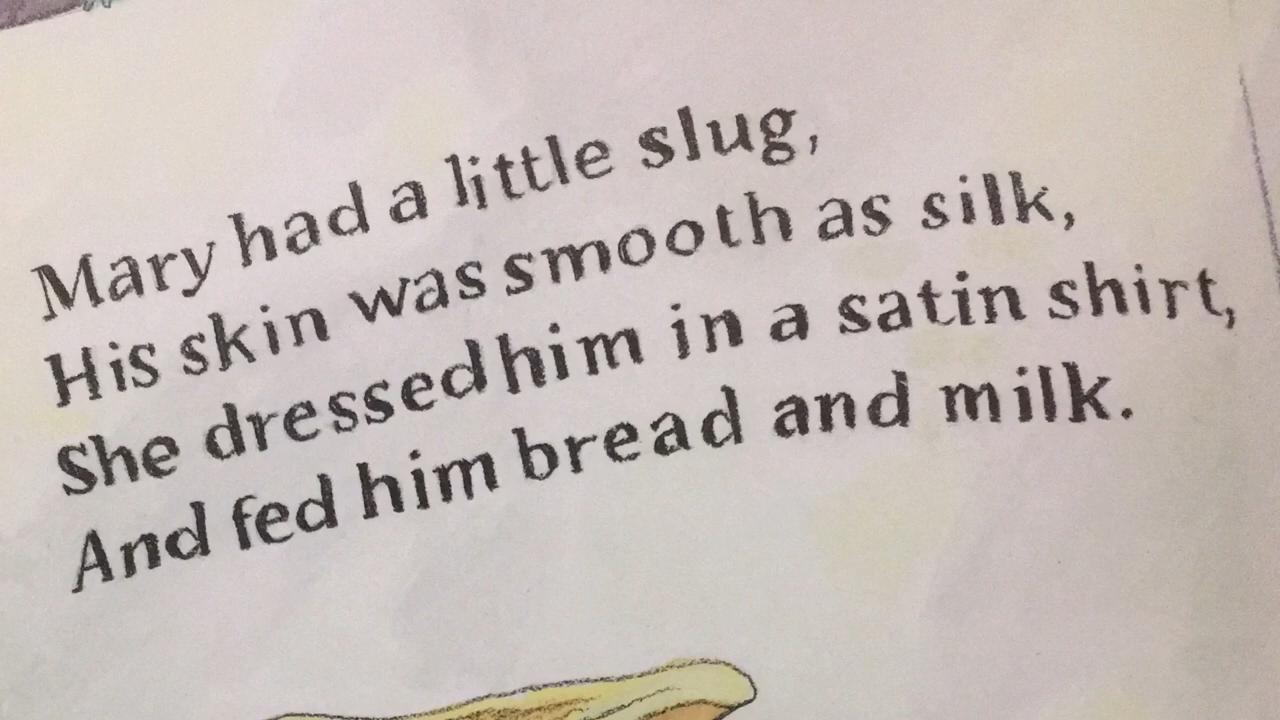 Mary had a little slug,
His skin was smooth as silk,
She dressed him in a satin shirt,
And fed him bread and milk.